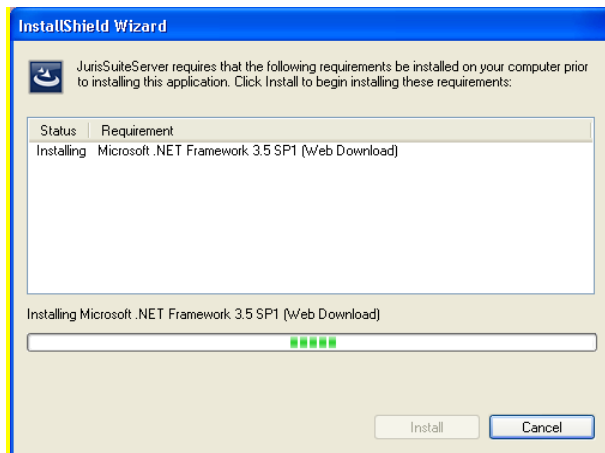 InstallShield Wizard
JurisSuiteServer requires that the following requirements be installed on your computer prior
to installing this application. Click Install to begin installing these requirements:
Status Requirement
Installing Microsoft .NET Framework 3.5 SP1 (Web Download)
Installing Microsoft .NET Framework 3.5 SP1 (Web Download)
Install Cancel